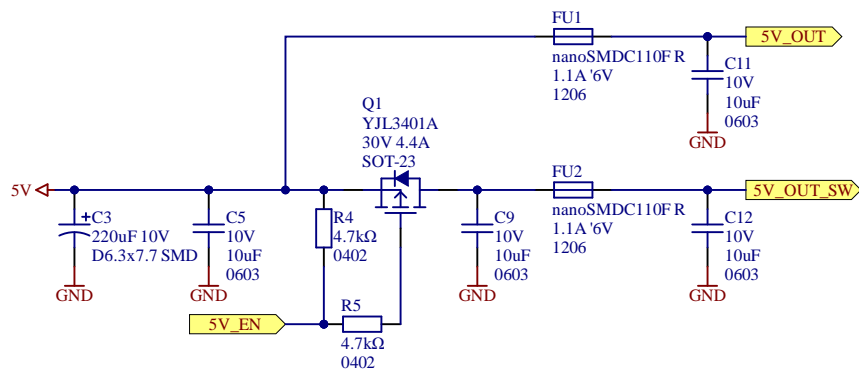 FU1
5V_OUT
nanoSMDC110F R
1.1A '6V
1206
C11
10V
10uF
0603
GND
Q1
YJL3401A
30V 4.4A
SOT-23
5V
FU2
5V_OUT_SW
nanoSMDC110F R
1.1A '6V
1206
C3
220uF 10V
D6.3x7.7 SMD
GND
C5
10V
10uF
0603
GND
R4
4.7kΩ
0402
C9
10V
10uF
0603
GND
C12
10V
10uF
0603
GND
5V_EN
R5
4.7kΩ
0402